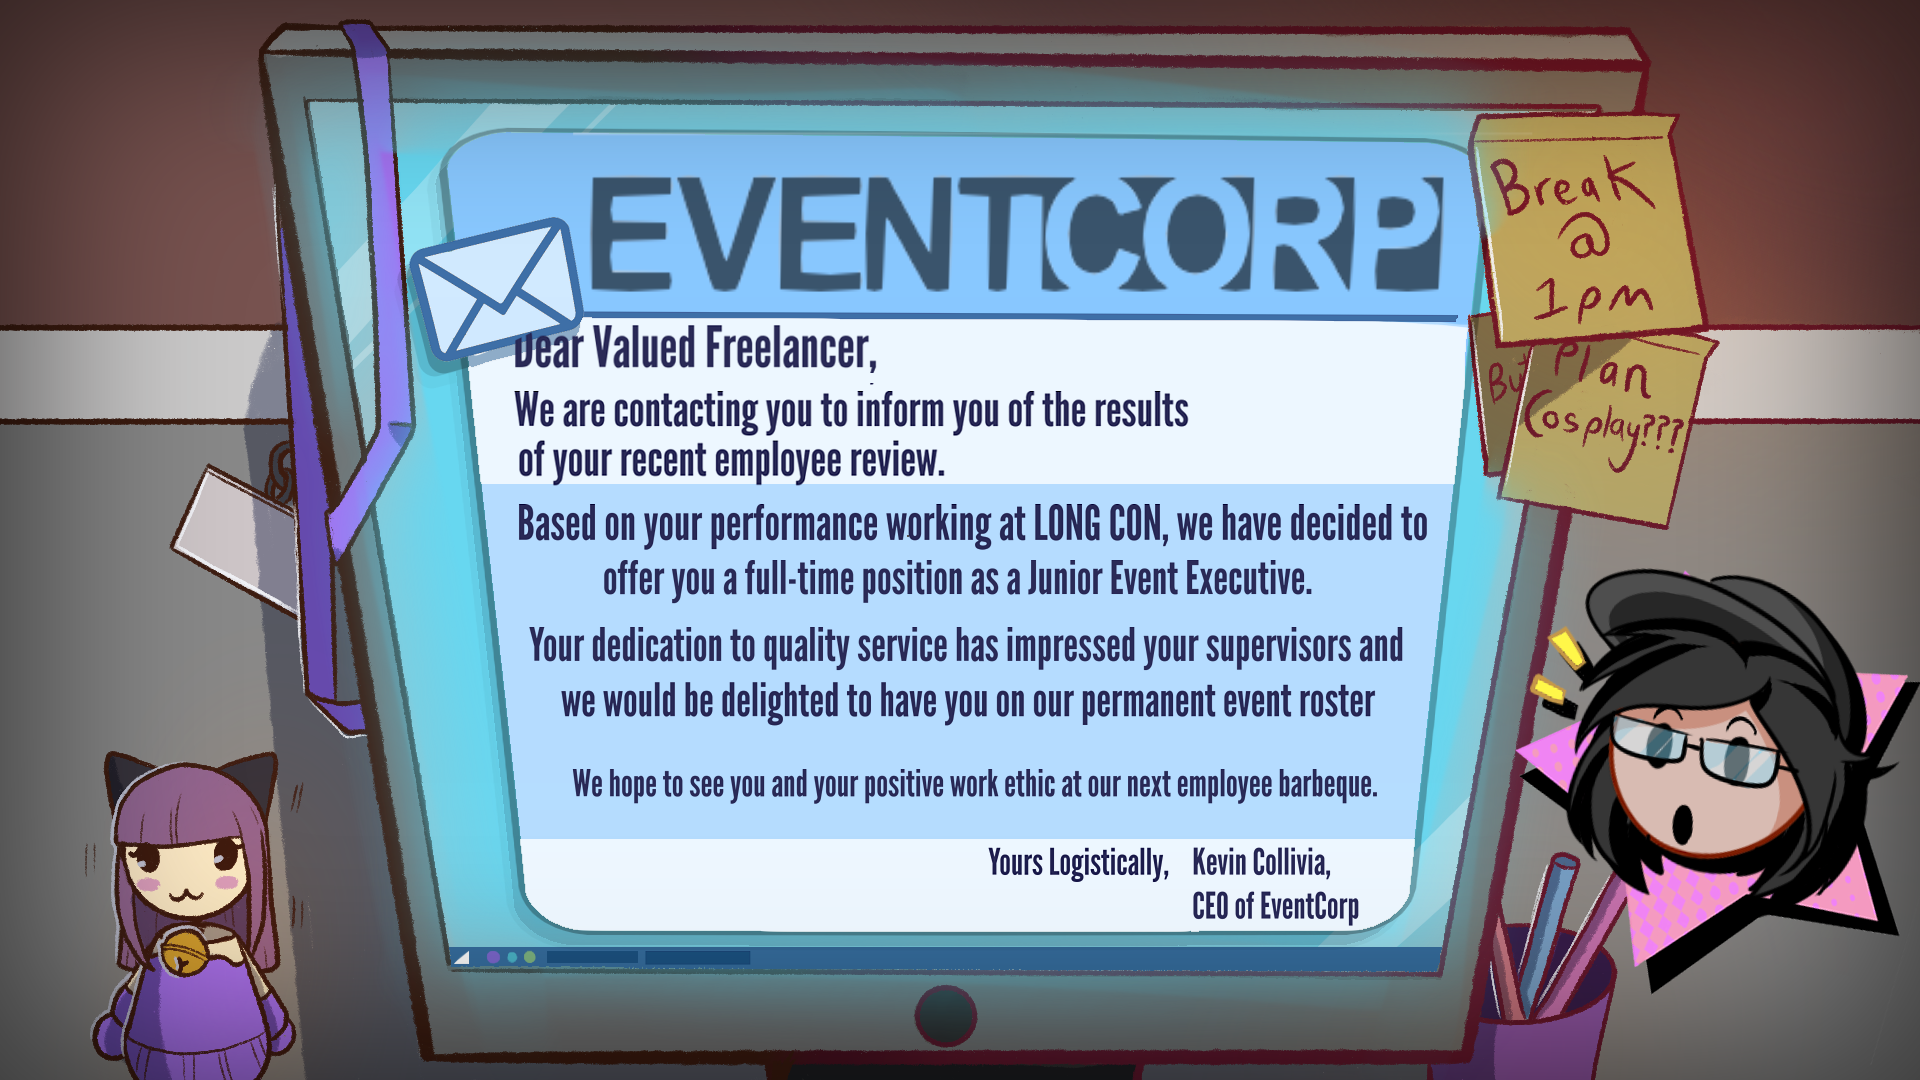 EVENTCORP
Dear Valued Freelancer,
We are contacting you to inform you of the results
of your recent employee review.
Based on your performance working at LONG CON, we have decided to
offer you a full-time position as a Junior Event Executive.
Your dedication to quality service has impressed your supervisors and
we would be delighted to have you on our permanent event roster
We hope to see you and your positive work ethic at our next employee barbeque.
Yours Logistically,
Kevin Collivia,
CEO of EventCorp
Break
@
1pm
Plan
Cosplay???